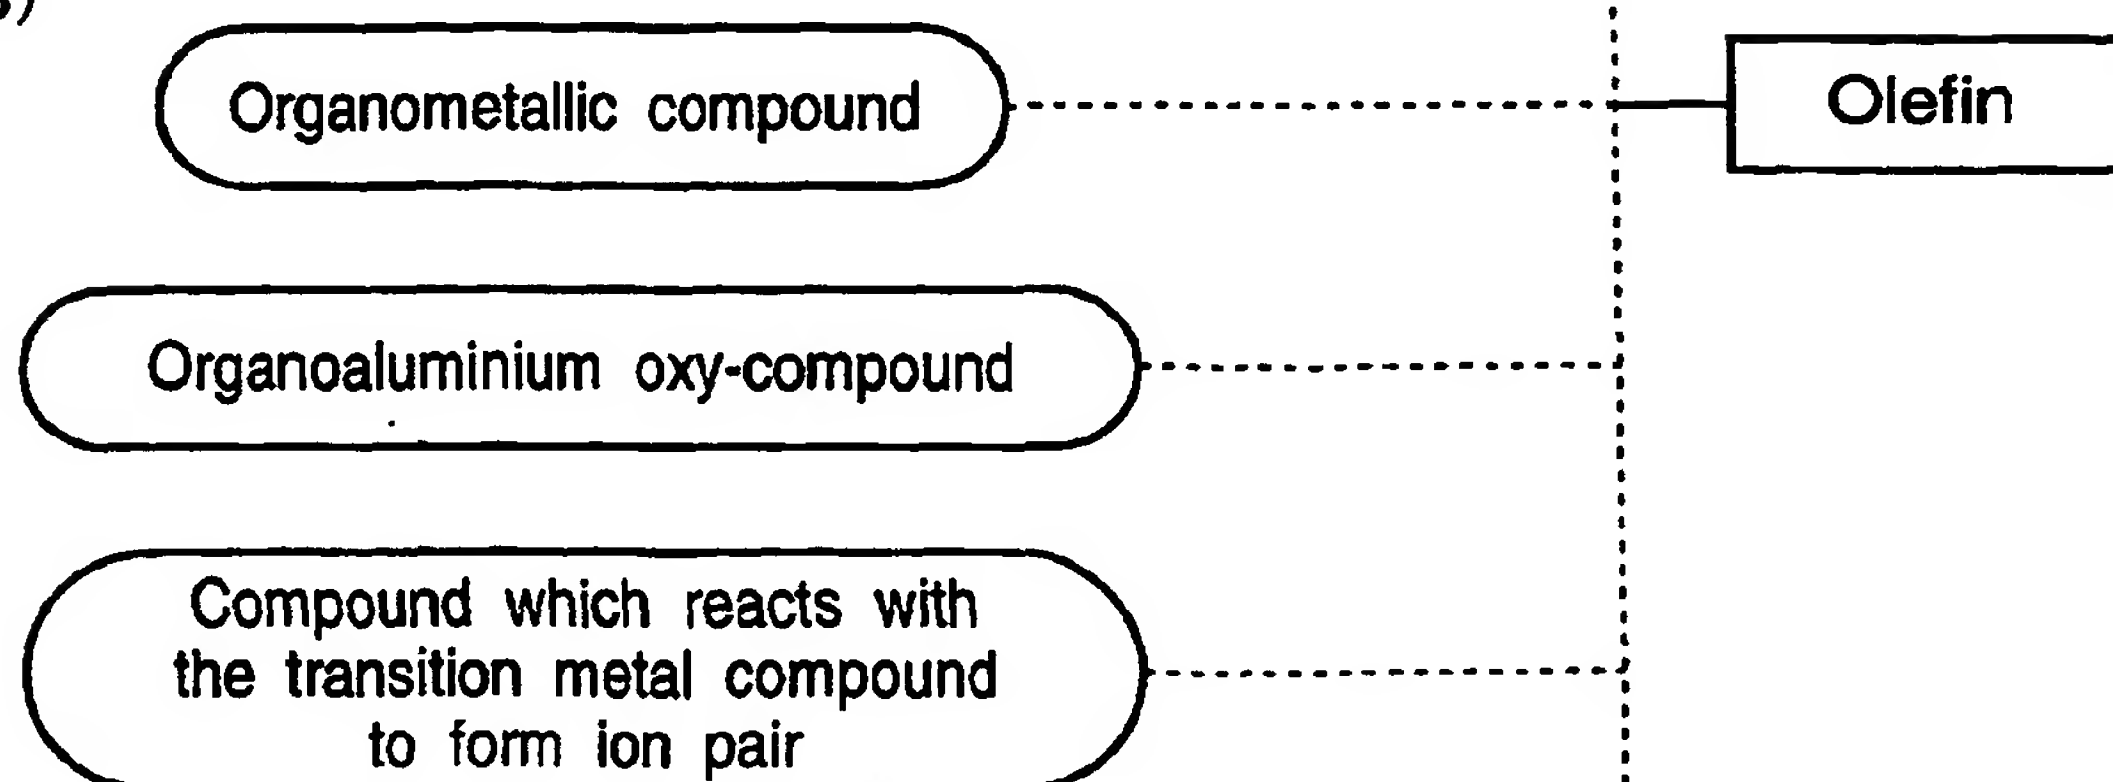 Organometallic compound
Olefin
Organoaluminium oxy-compound
Compound which reacts with
the transition metal compound
to form ion pair